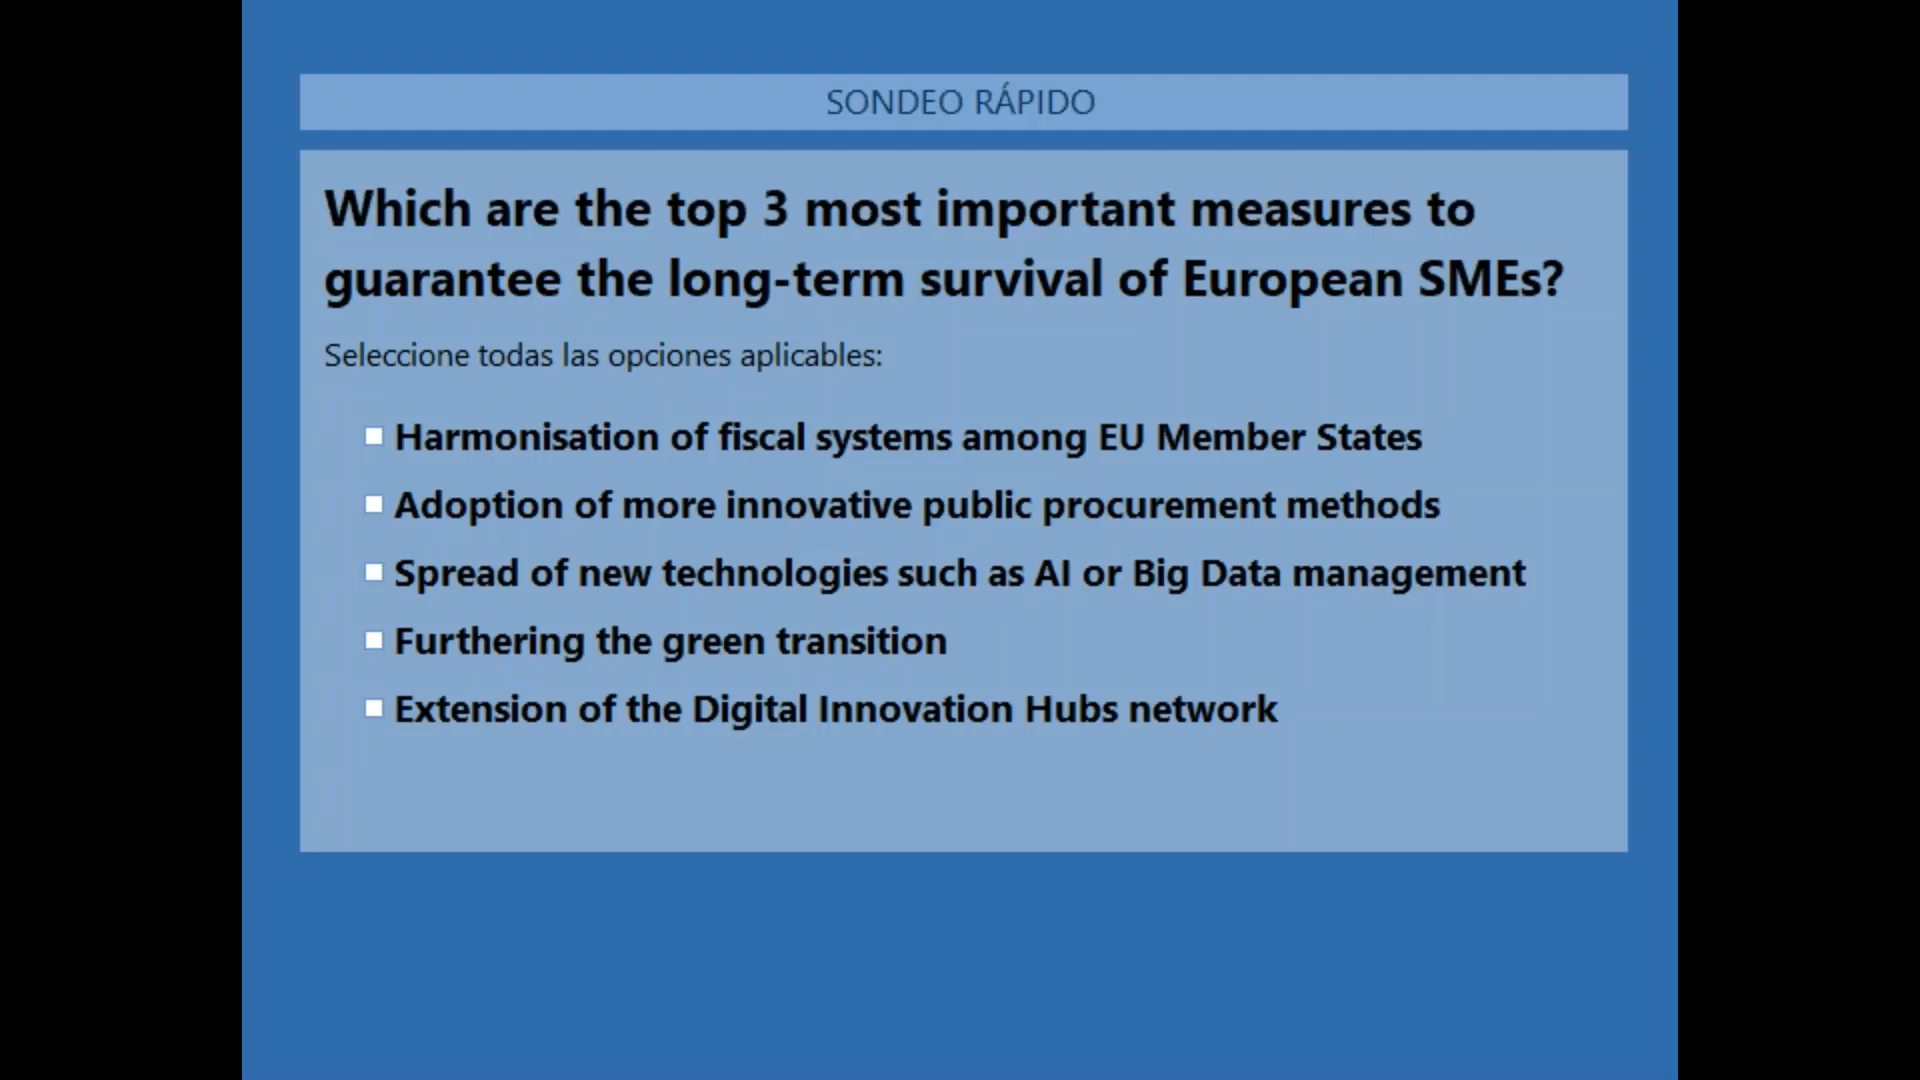 SONDEO RÁPIDO
Which are the top 3 most important measures to
guarantee the long-term survival of European SMEs?
Seleccione todas las opciones aplicables:
Harmonisation of fiscal systems among EU Member States
Adoption of more innovative public procurement methods
Spread of new technologies such as AI or Big Data management
Furthering the green transition
Extension of the Digital Innovation Hubs network